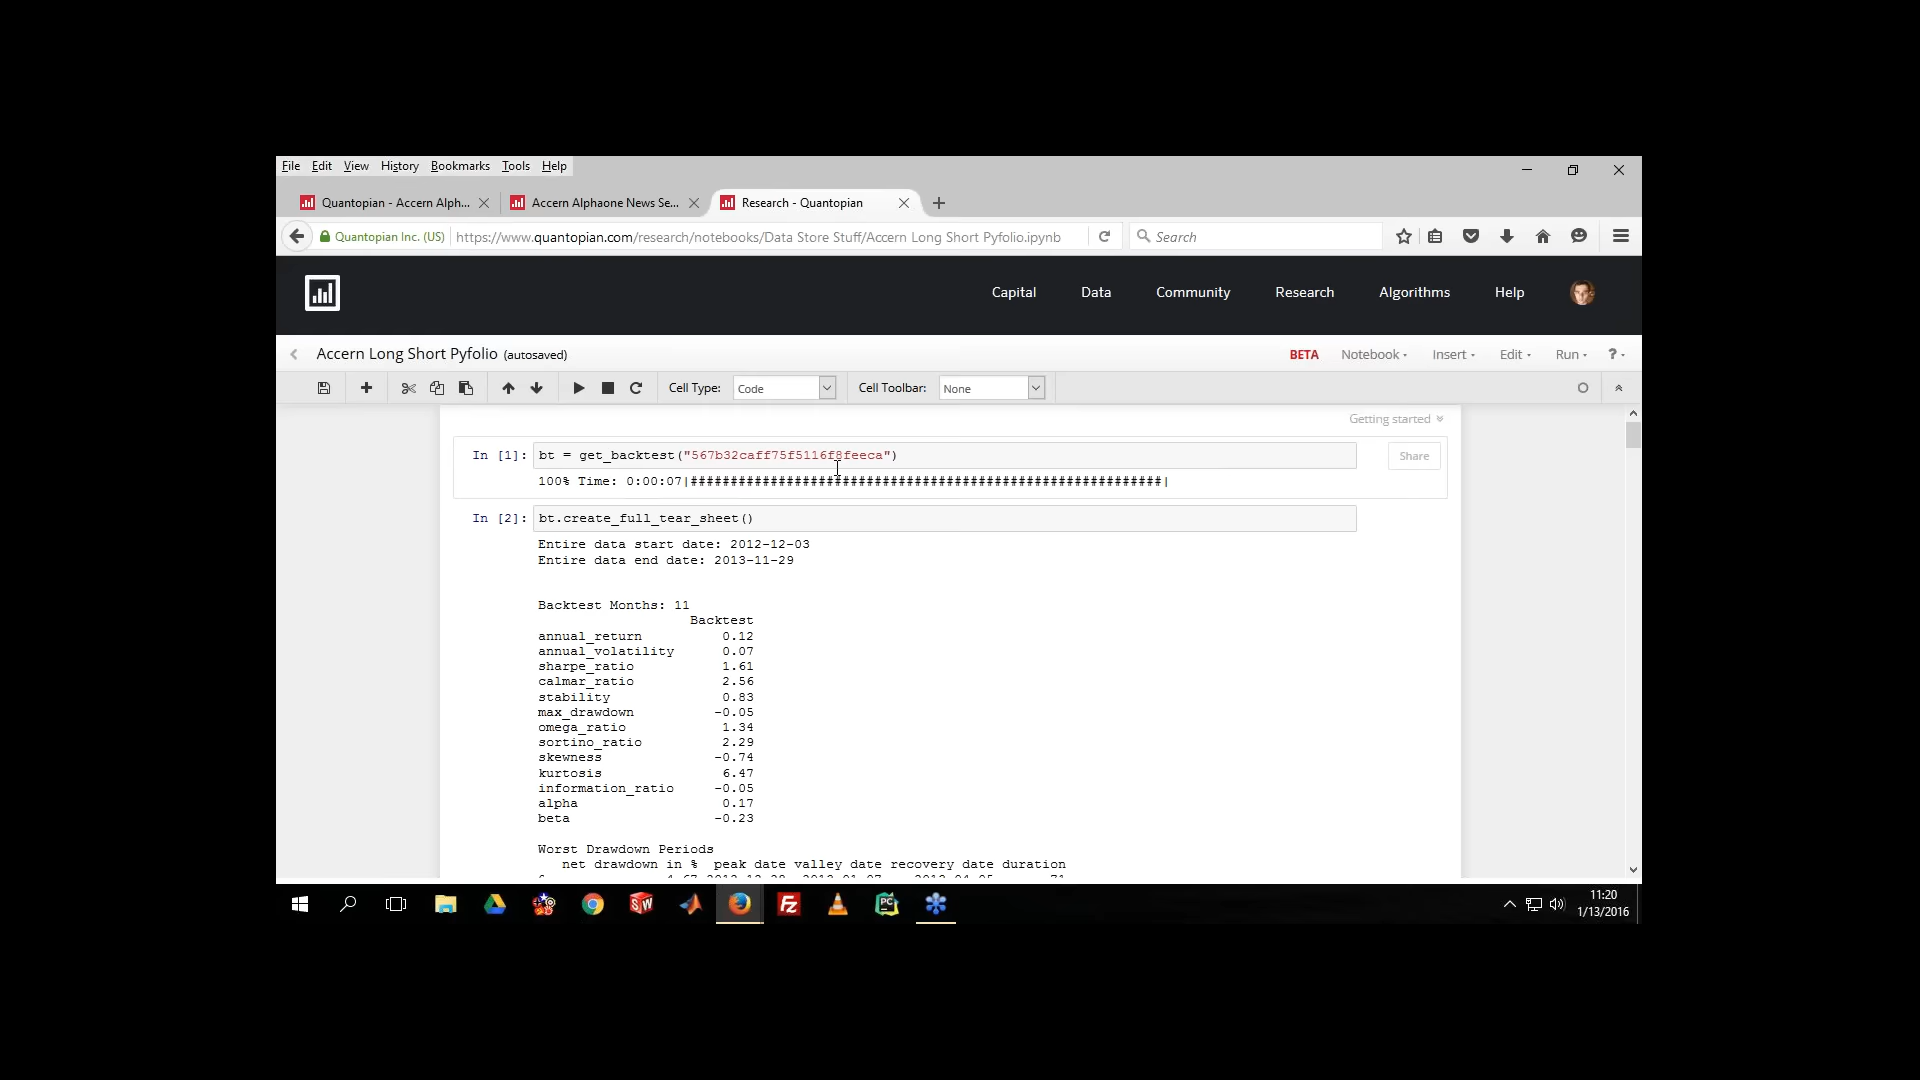 File Edit View History Bookmarks Tools Help
Quantopian - Accern Alph... Accern Alphaone News Se... Research - Quantopian
Quantopian Inc. (US) https://www.quantopian.com/research/notebooks/Data Store Stuff/Accern Long Short Pyfolio.ipynb Search
Capital Data Community Research Algorithms Help
Accern Long Short Pyfolio (autosaved) BETA Notebook Insert Edit Run ?
Cell Type: Code Cell Toolbar: None
Getting started
In [1]: bt = get_backtest("567b32caff75f5116f8feeca") Share
100% Time: 0:00:07|###########################################################|
In [2]: bt.create_full_tear_sheet()
Entire data start date: 2012-12-03
Entire data end date: 2013-11-29
Backtest Months: 11
Backtest
annual_return 0.12
annual_volatility 0.07
sharpe_ratio 1.61
calmar_ratio 2.56
stability 0.83
max_drawdown -0.05
omega_ratio 1.34
sortino_ratio 2.29
skewness -0.74
kurtosis 6.47
information_ratio -0.05
alpha 0.17
beta -0.23
Worst Drawdown Periods
net drawdown in % peak date valley date recovery date duration
SW Fz PC 11:20
1/13/2016